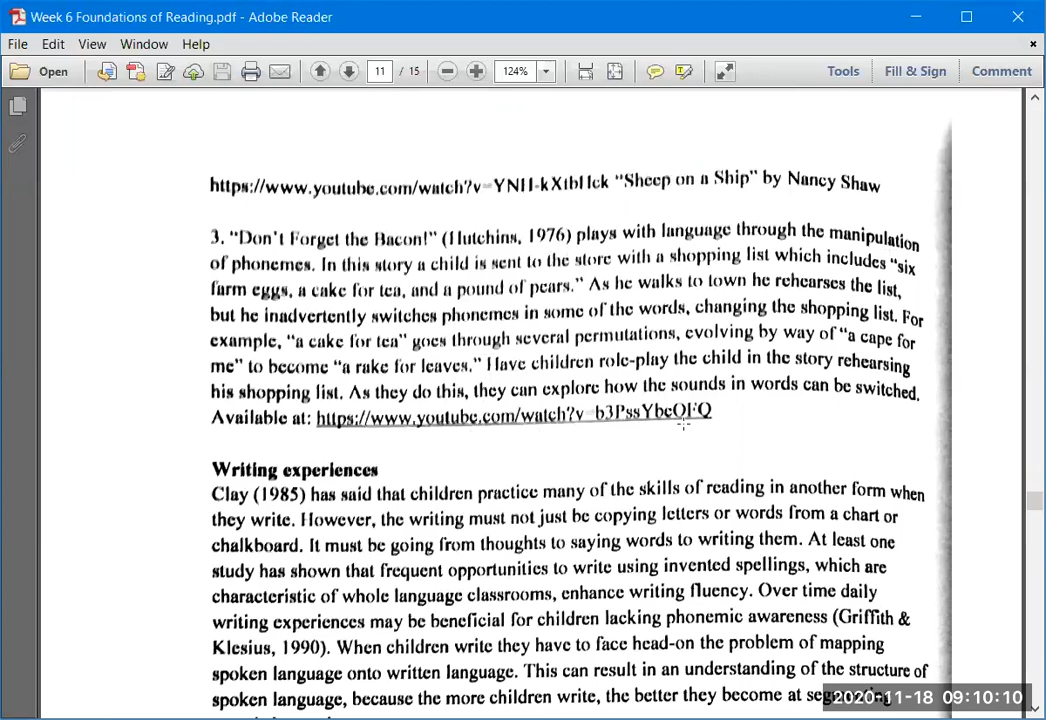 Week 6 Foundations of Reading.pdf - Adobe Reader
File Edit View Window Help
Open 11 / 15 124% Tools Fill & Sign Comment
https://www.youtube.com/watch?v= "Sheep on a Ship" by Nancy Shaw
3. "Don't Forget the Bacon!" (Hutchins, 1976) plays with language through the manipulation
of phonemes. In this story a child is sent to the store with a shopping list which includes "six
farm eggs, a cake for tea, and a pound of pears." As he walks to town he rehearses the list,
but he inadvertently switches phonemes in some of the words, changing the shopping list. For
example, "a cake for tea" goes through several permutations, evolving by way of "a cape for
me" to become "a rake for leaves." Have children role-play the child in the story rehearsing
his shopping list. As they do this, they can explore how the sounds in words can be switched.
Available at: https://www.youtube.com/watch?v=
Writing experiences
Clay (1985) has said that children practice many of the skills of reading in another form when
they write. However, the writing must not just be copying letters or words from a chart or
chalkboard. It must be going from thoughts to saying words to writing them. At least one
study has shown that frequent opportunities to write using invented spellings, which are
characteristic of whole language classrooms, enhance writing fluency. Over time daily
writing experiences may be beneficial for children lacking phonemic awareness (Griffith &
Klesius, 1990). When children write they have to face head-on the problem of mapping
spoken language onto written language. This can result in an understanding of the structure of
spoken language, because the more children write, the better they become at
2020-11-18 09:10:10